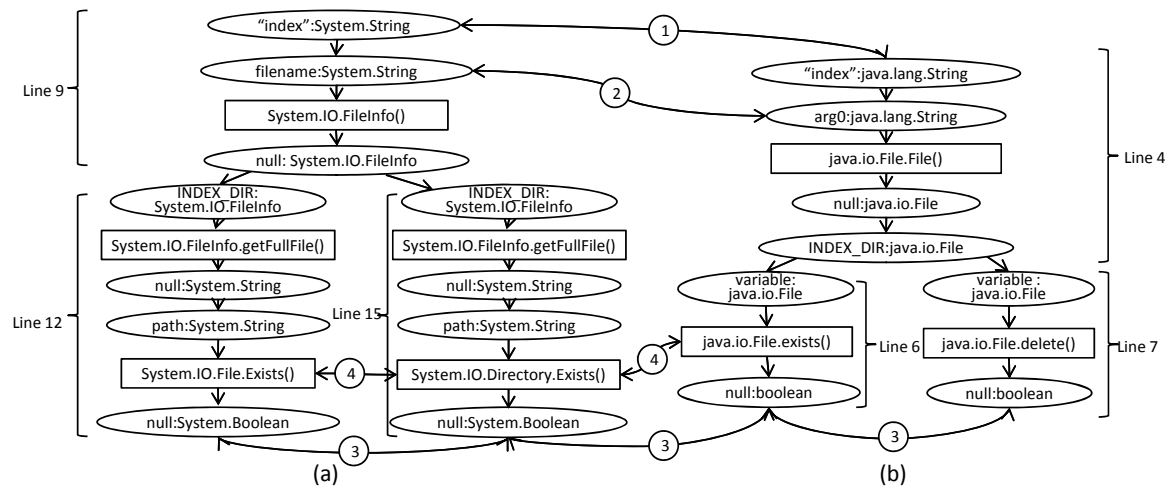 “index”:System.String
1
filename:System.String
Line 9
2
“index”:java.lang.String
System.IO.FileInfo()
arg0:java.lang.String
null: System.IO.FileInfo
java.io.File.File()
Line 4
INDEX_DIR:
System.IO.FileInfo
INDEX_DIR:
System.IO.FileInfo
null:java.io.File
System.IO.FileInfo.getFullFile()
System.IO.FileInfo.getFullFile()
INDEX_DIR:java.io.File
null:System.String
null:System.String
variable:
java.io.File
variable :
java.io.File
Line 12
path:System.String
Line 15
path:System.String
java.io.File.exists()
Line 6
java.io.File.delete()
Line 7
System.IO.File.Exists()
4
System.IO.Directory.Exists()
4
null:boolean
null:boolean
null:System.Boolean
null:System.Boolean
3
3
3
(a)
(b)